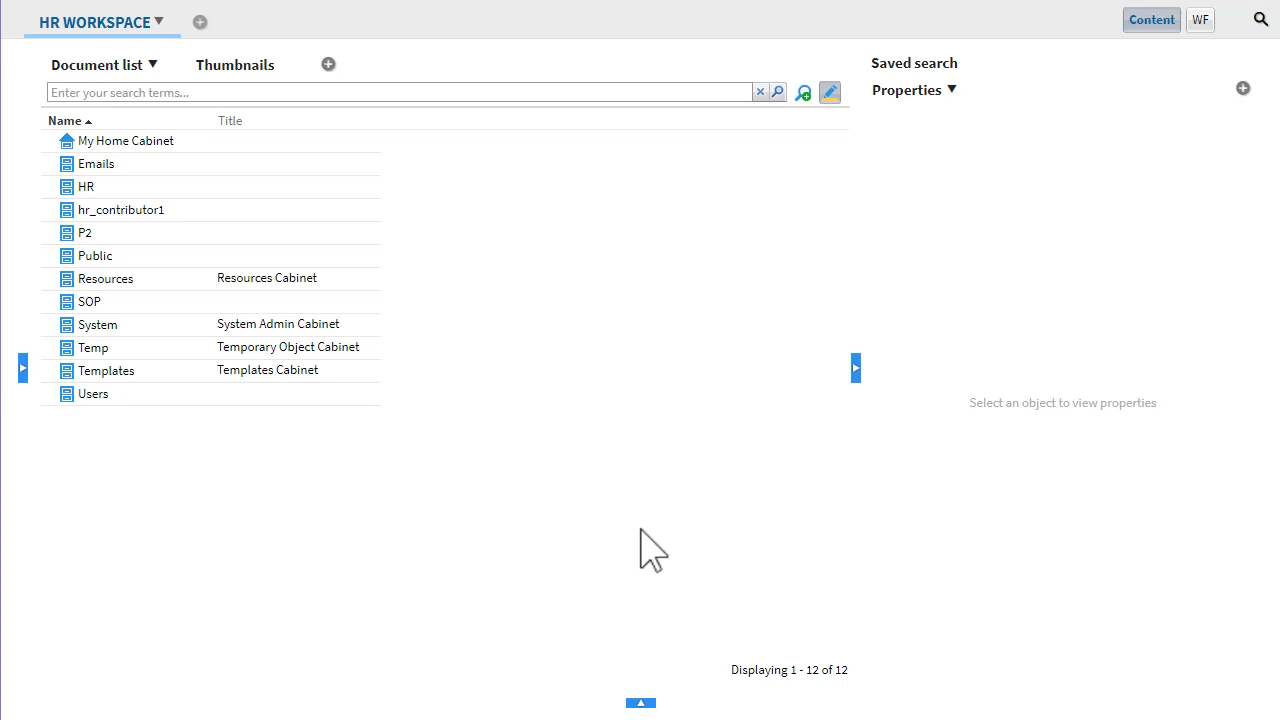 HR WORKSPACE
Content
WF
Document list
Thumbnails
Enter your search terms...
Name
Title
My Home Cabinet
Emails
HR
hr_contributor1
P2
Public
Resources Resources Cabinet
SOP
System System Admin Cabinet
Temp Temporary Object Cabinet
Templates Templates Cabinet
Users
Displaying 1 - 12 of 12
Saved search
Properties
Select an object to view properties